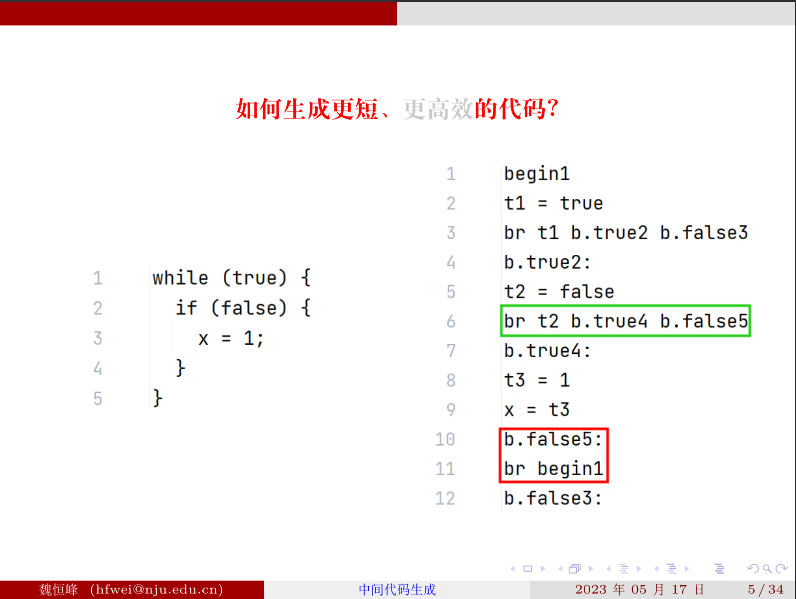 如何生成更短、更高效的代码?
1 while (true) {
2 if (false) {
3 x = 1;
4 }
5 }
1 begin1
2 t1 = true
3 br t1 b.true2 b.false3
4 b.true2:
5 t2 = false
6 br t2 b.true4 b.false5
7 b.true4:
8 t3 = 1
9 x = t3
10 b.false5:
11 br begin1
12 b.false3:
魏恒峰 (hfwei@nju.edu.cn) 中间代码生成 2023 年 05 月 17 日 5 / 34